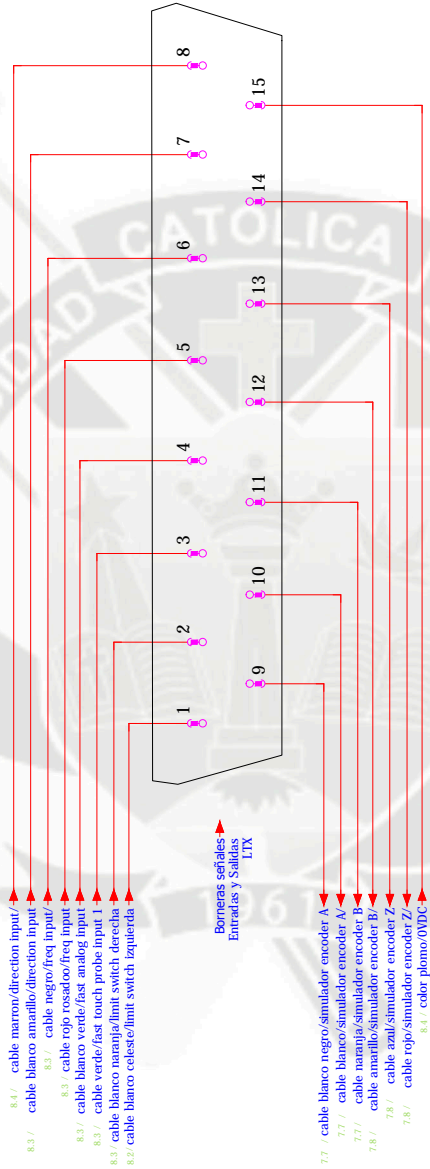 8.4 / cable marron/direction input/
8.3 / cable blanco amarillo/direction input
8.3 / cable negro/freq input/
8.3 / cable rojo rosadoo/freq input
8.3 / cable blanco verde/fast analog input
8.3 / cable verde/fast touch probe input 1
8.3 / cable blanco naranja/limit switch derecha
8.2 / cable blanco celeste/limit switch izquierda
1
2
3
4
5
6
7
8
9
10
11
12
13
14
15
Borneras señales
Entradas y Salidas
LTX
7.7 / cable blanco negro/simulador encoder A
7.7 / cable blanco/simulador encoder A/
7.7 / cable naranja/simulador encoder B
7.8 / cable amarillo/simulador encoder B/
7.8 / cable azul/simulador encoder Z
7.8 / cable rojo/simulador encoder Z/
8.4 / color plomo/0VDC
CATOLICA
SIDAD
1961